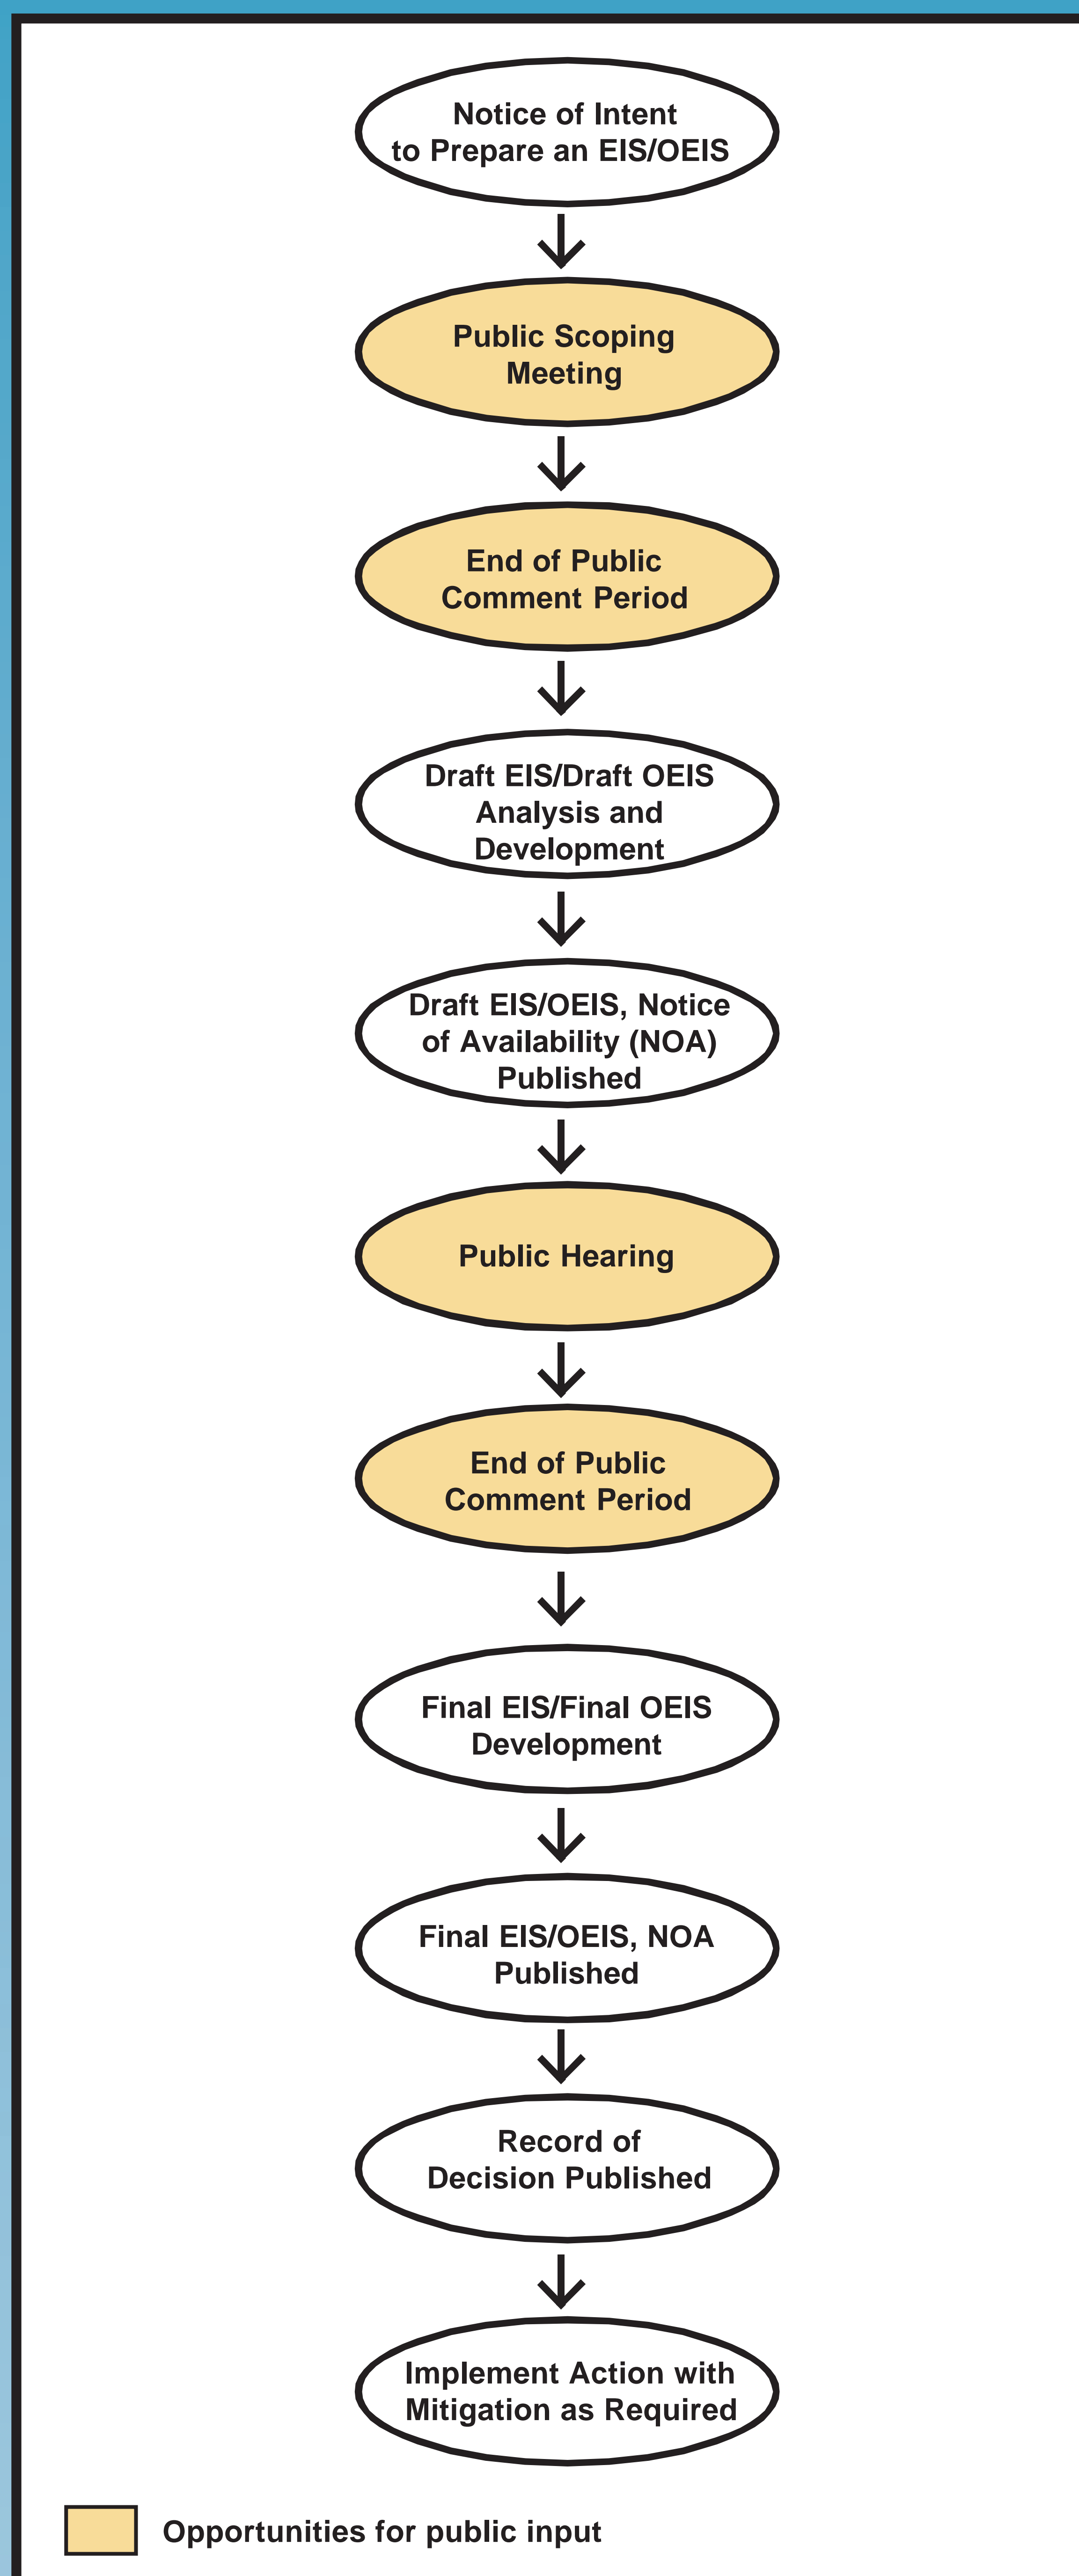 Notice of Intent
to Prepare an EIS/OEIS
Public Scoping
Meeting
End of Public
Comment Period
Draft EIS/Draft OEIS
Analysis and
Development
Draft EIS/OEIS, Notice
of Availability (NOA)
Published
Public Hearing
End of Public
Comment Period
Final EIS/Final OEIS
Development
Final EIS/OEIS, NOA
Published
Record of
Decision Published
Implement Action with
Mitigation as Required
Opportunities for public input